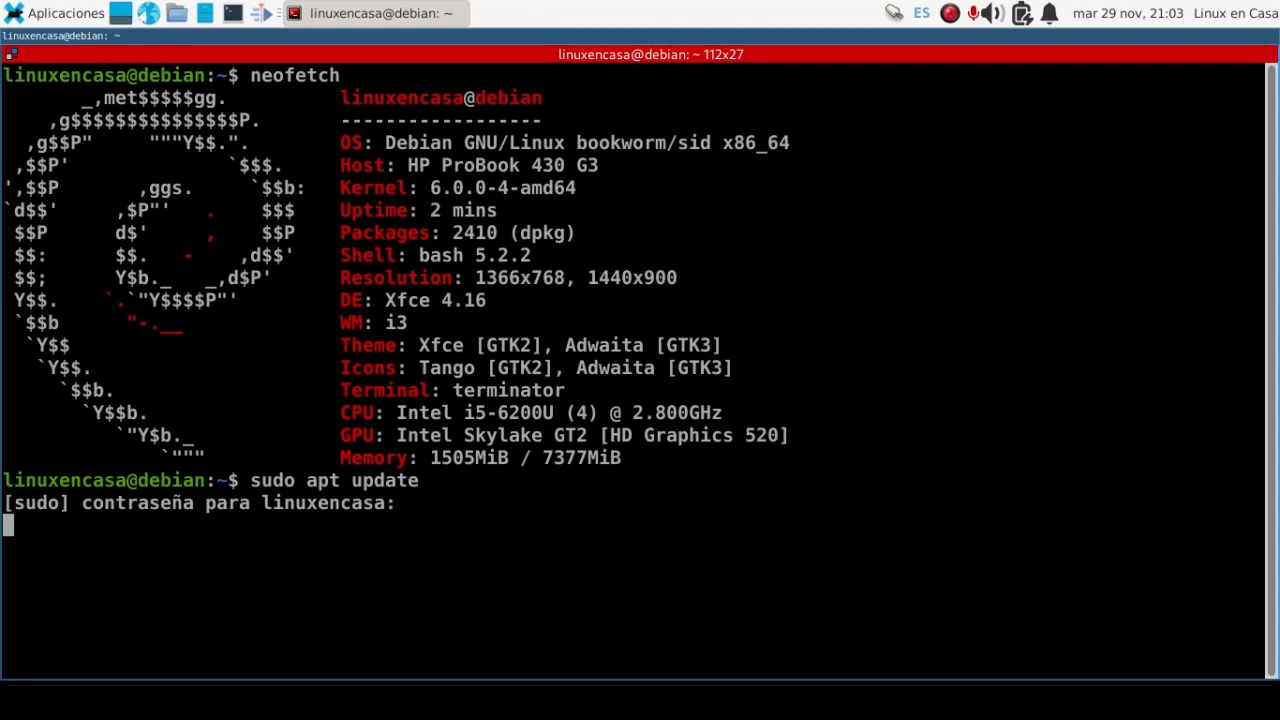 Aplicaciones
linuxencasa@debian: ~
ES
mar 29 nov, 21:03
Linux en Casa
linuxencasa@debian: ~
linuxencasa@debian: ~ 112x27
linuxencasa@debian:~$ neofetch
       _,met$$$$$gg.          linuxencasa@debian
    ,g$$$$$$$$$$$$$$$P.       ------------------
  ,g$$P"     """Y$$.".        OS: Debian GNU/Linux bookworm/sid x86_64
 ,$$P'              `$$$.     Host: HP ProBook 430 G3
',$$P       ,ggs.     `$$b:   Kernel: 6.0.0-4-amd64
`d$$'     ,$P"'   .    $$$    Uptime: 2 mins
 $$P      d$'     ,    $$P    Packages: 2410 (dpkg)
 $$:      $$.   -    ,d$$'    Shell: bash 5.2.2
 $$;      Y$b._   _,d$P'      Resolution: 1366x768, 1440x900
 Y$$.    `.`"Y$$$$P"'         DE: Xfce 4.16
 `$$b      "-.__              WM: i3
  `Y$$                        Theme: Xfce [GTK2], Adwaita [GTK3]
   `Y$$.                      Icons: Tango [GTK2], Adwaita [GTK3]
     `$$b.                    Terminal: terminator
       `Y$$b.                 CPU: Intel i5-6200U (4) @ 2.800GHz
          `"Y$b._             GPU: Intel Skylake GT2 [HD Graphics 520]
              `"""            Memory: 1505MiB / 7377MiB
linuxencasa@debian:~$ sudo apt update
[sudo] contraseña para linuxencasa: